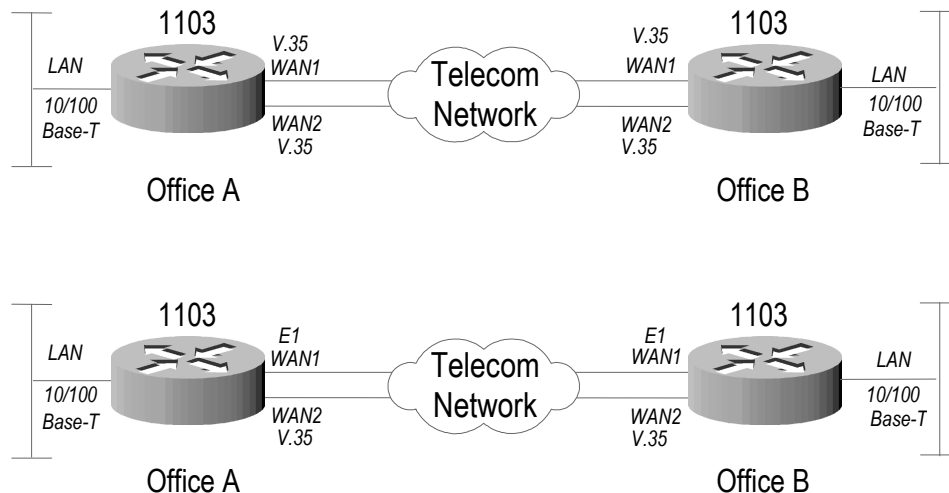 1103
1103
V.35
WAN1
V.35
WAN1
LAN
10/100
Base-T
Telecom
Network
LAN
10/100
Base-T
WAN2
V.35
WAN2
V.35
Office A
Office B
1103
1103
E1
WAN1
E1
WAN1
LAN
10/100
Base-T
Telecom
Network
LAN
10/100
Base-T
WAN2
V.35
WAN2
V.35
Office A
Office B